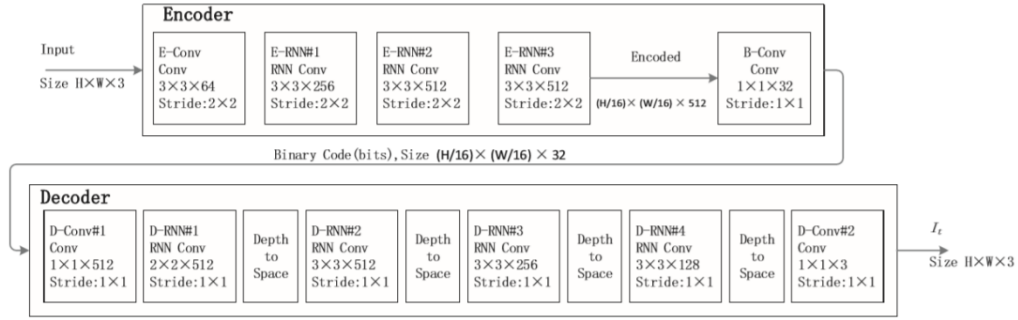 Encoder
Input
Size H×W×3
E-Conv
Conv
3×3×64
Stride:2×2
E-RNN#1
RNN Conv
3×3×256
Stride:2×2
E-RNN#2
RNN Conv
3×3×512
Stride:2×2
E-RNN#3
RNN Conv
3×3×512
Stride:2×2
Encoded
(H/16)× (W/16) × 512
B-Conv
Conv
1×1×32
Stride:1×1
Binary Code(bits),Size (H/16)× (W/16) × 32
Decoder
D-Conv#1
Conv
1×1×512
Stride:1×1
D-RNN#1
RNN Conv
2×2×512
Stride:1×1
Depth
to
Space
D-RNN#2
RNN Conv
3×3×512
Stride:1×1
Depth
to
Space
D-RNN#3
RNN Conv
3×3×256
Stride:1×1
Depth
to
Space
D-RNN#4
RNN Conv
3×3×128
Stride:1×1
Depth
to
Space
D-Conv#2
Conv
1×1×3
Stride:1×1
I_t
Size H×W×3